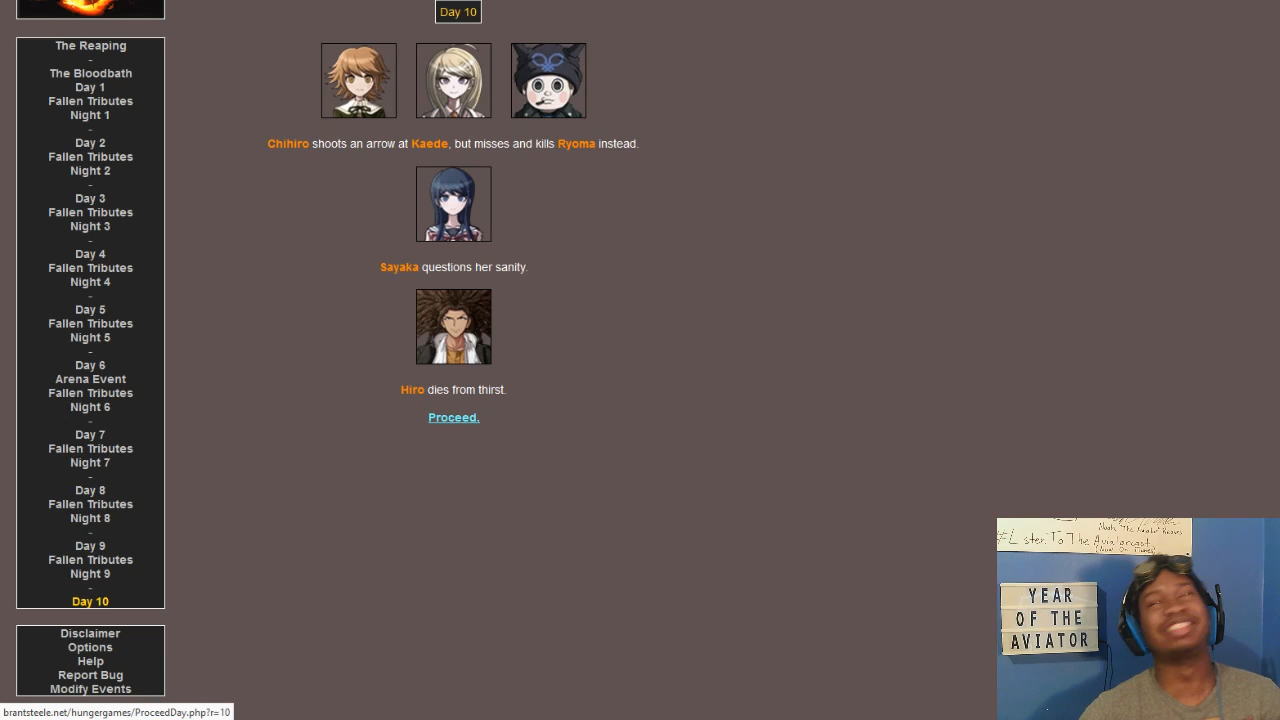 Day 10
The Reaping
-
The Bloodbath
Day 1
Fallen Tributes
Night 1
-
Day 2
Fallen Tributes
Night 2
-
Day 3
Fallen Tributes
Night 3
-
Day 4
Fallen Tributes
Night 4
-
Day 5
Fallen Tributes
Night 5
-
Day 6
Arena Event
Fallen Tributes
Night 6
-
Day 7
Fallen Tributes
Night 7
-
Day 8
Fallen Tributes
Night 8
-
Day 9
Fallen Tributes
Night 9
-
Day 10
Disclaimer
Options
Help
Report Bug
Modify Events
Chihiro shoots an arrow at Kaede, but misses and kills Ryoma instead.
Sayaka questions her sanity.
Hiro dies from thirst.
Proceed.
To The Aviatorcast
YEAR
OF THE
AVIATOR
brantsteele.net/hungergames/ProceedDay.php?r=10